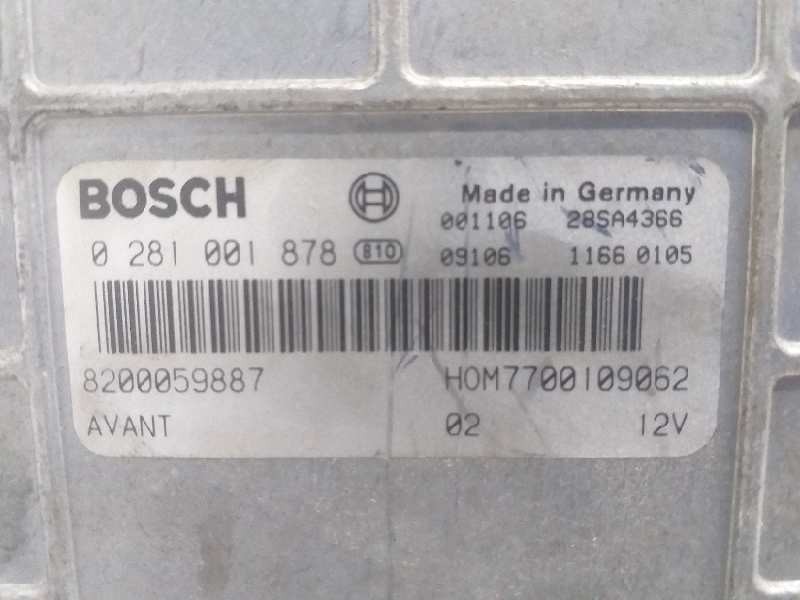 BOSCH Made in Germany
001106 28SA4366
0 281 001 878 810 09106 1166 0105
8200059887 HOM7700109062
AVANT 02 12V